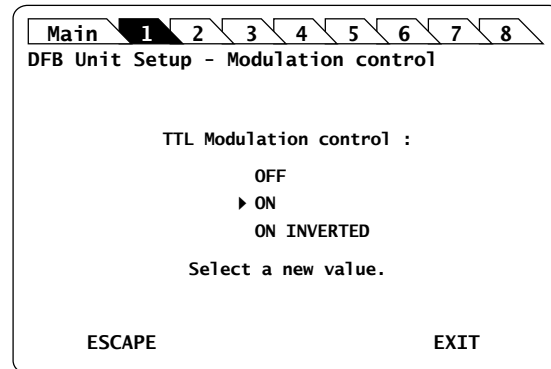 Main 1 2 3 4 5 6 7 8
DFB Unit Setup - Modulation control
TTL Modulation control :
OFF
ON
ON INVERTED
Select a new value.
ESCAPE EXIT